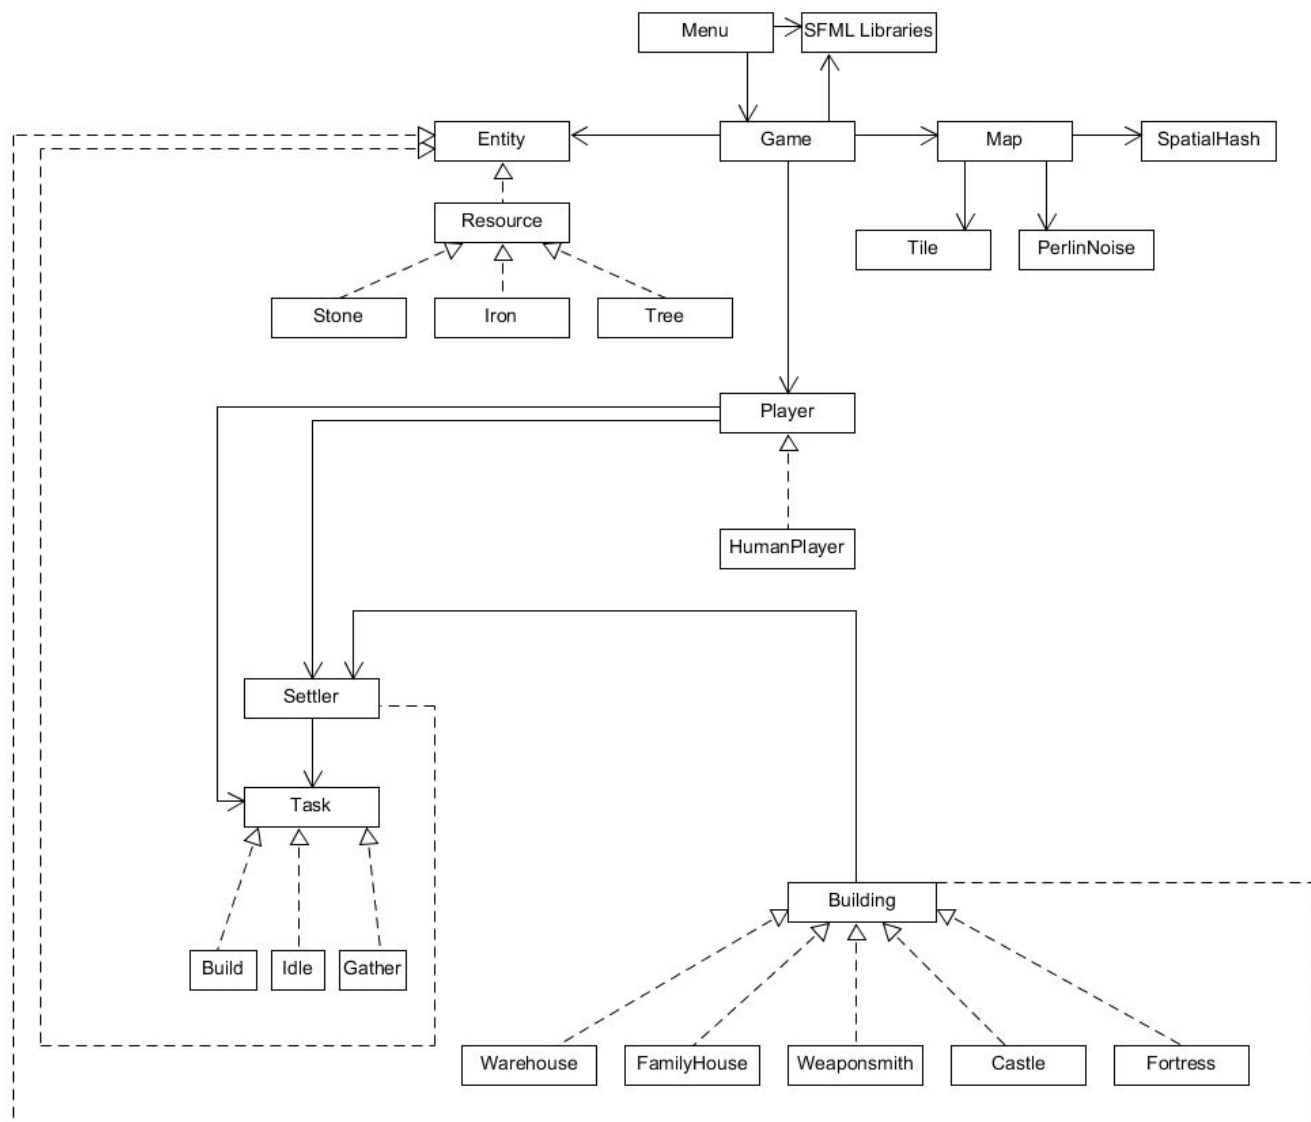 Menu
SFML Libraries
Entity
Game
Map
SpatialHash
Resource
Tile
PerlinNoise
Stone
Iron
Tree
Player
HumanPlayer
Settler
Task
Building
Build
Idle
Gather
Warehouse
FamilyHouse
Weaponsmith
Castle
Fortress